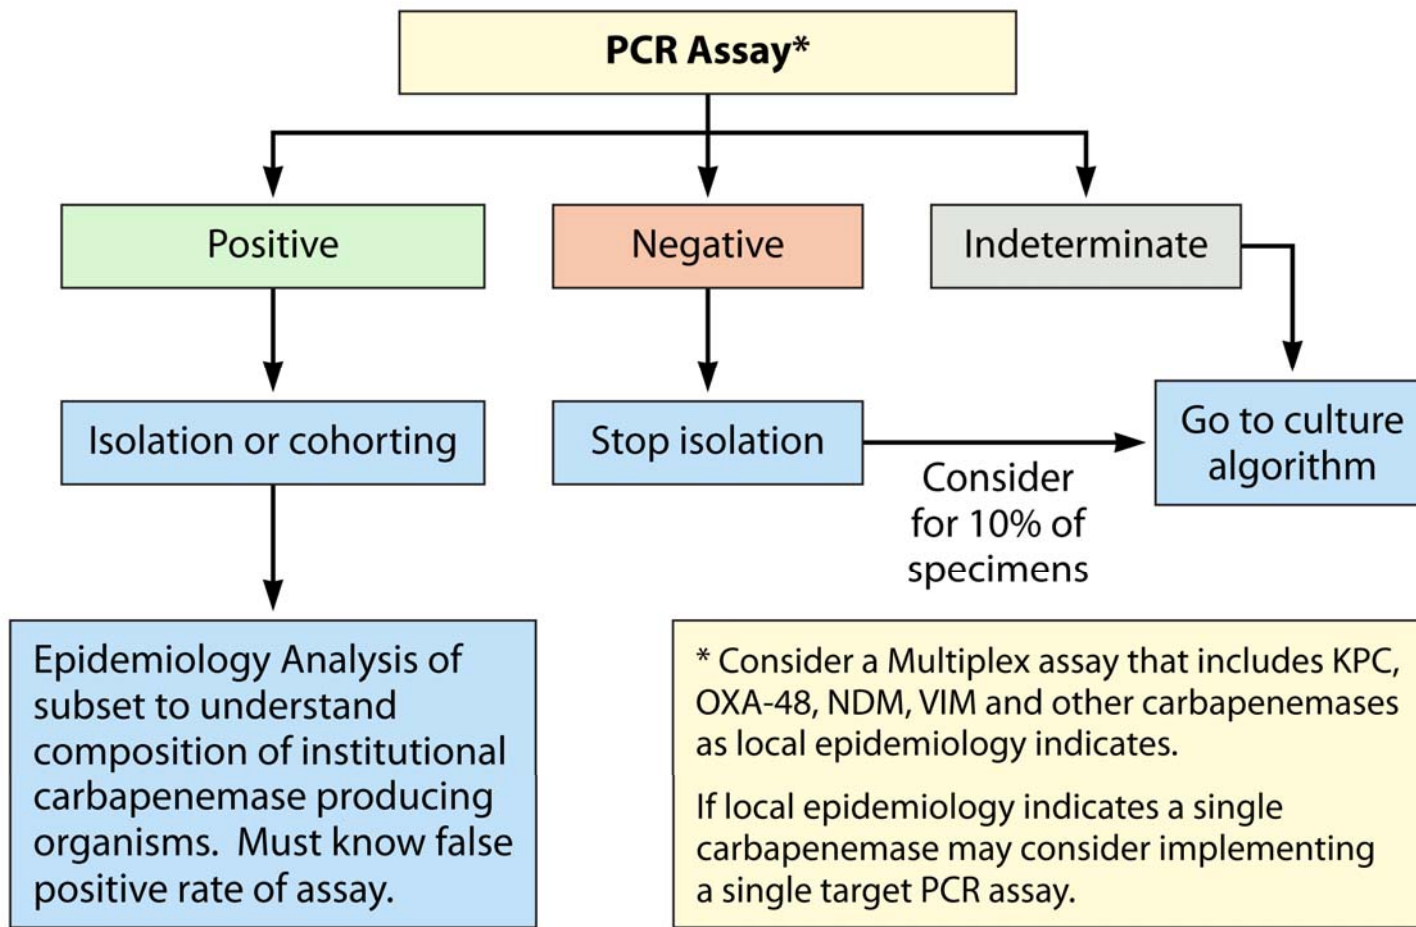 PCR Assay*
Positive
Negative
Indeterminate
Isolation or cohorting
Stop isolation
Go to culture
algorithm
Consider
for 10% of
specimens
Epidemiology Analysis of
subset to understand
composition of institutional
carbapenemase producing
organisms.  Must know false
positive rate of assay.
* Consider a Multiplex assay that includes KPC,
OXA-48, NDM, VIM and other carbapenemases
as local epidemiology indicates.
If local epidemiology indicates a single
carbapenemase may consider implementing
a single target PCR assay.